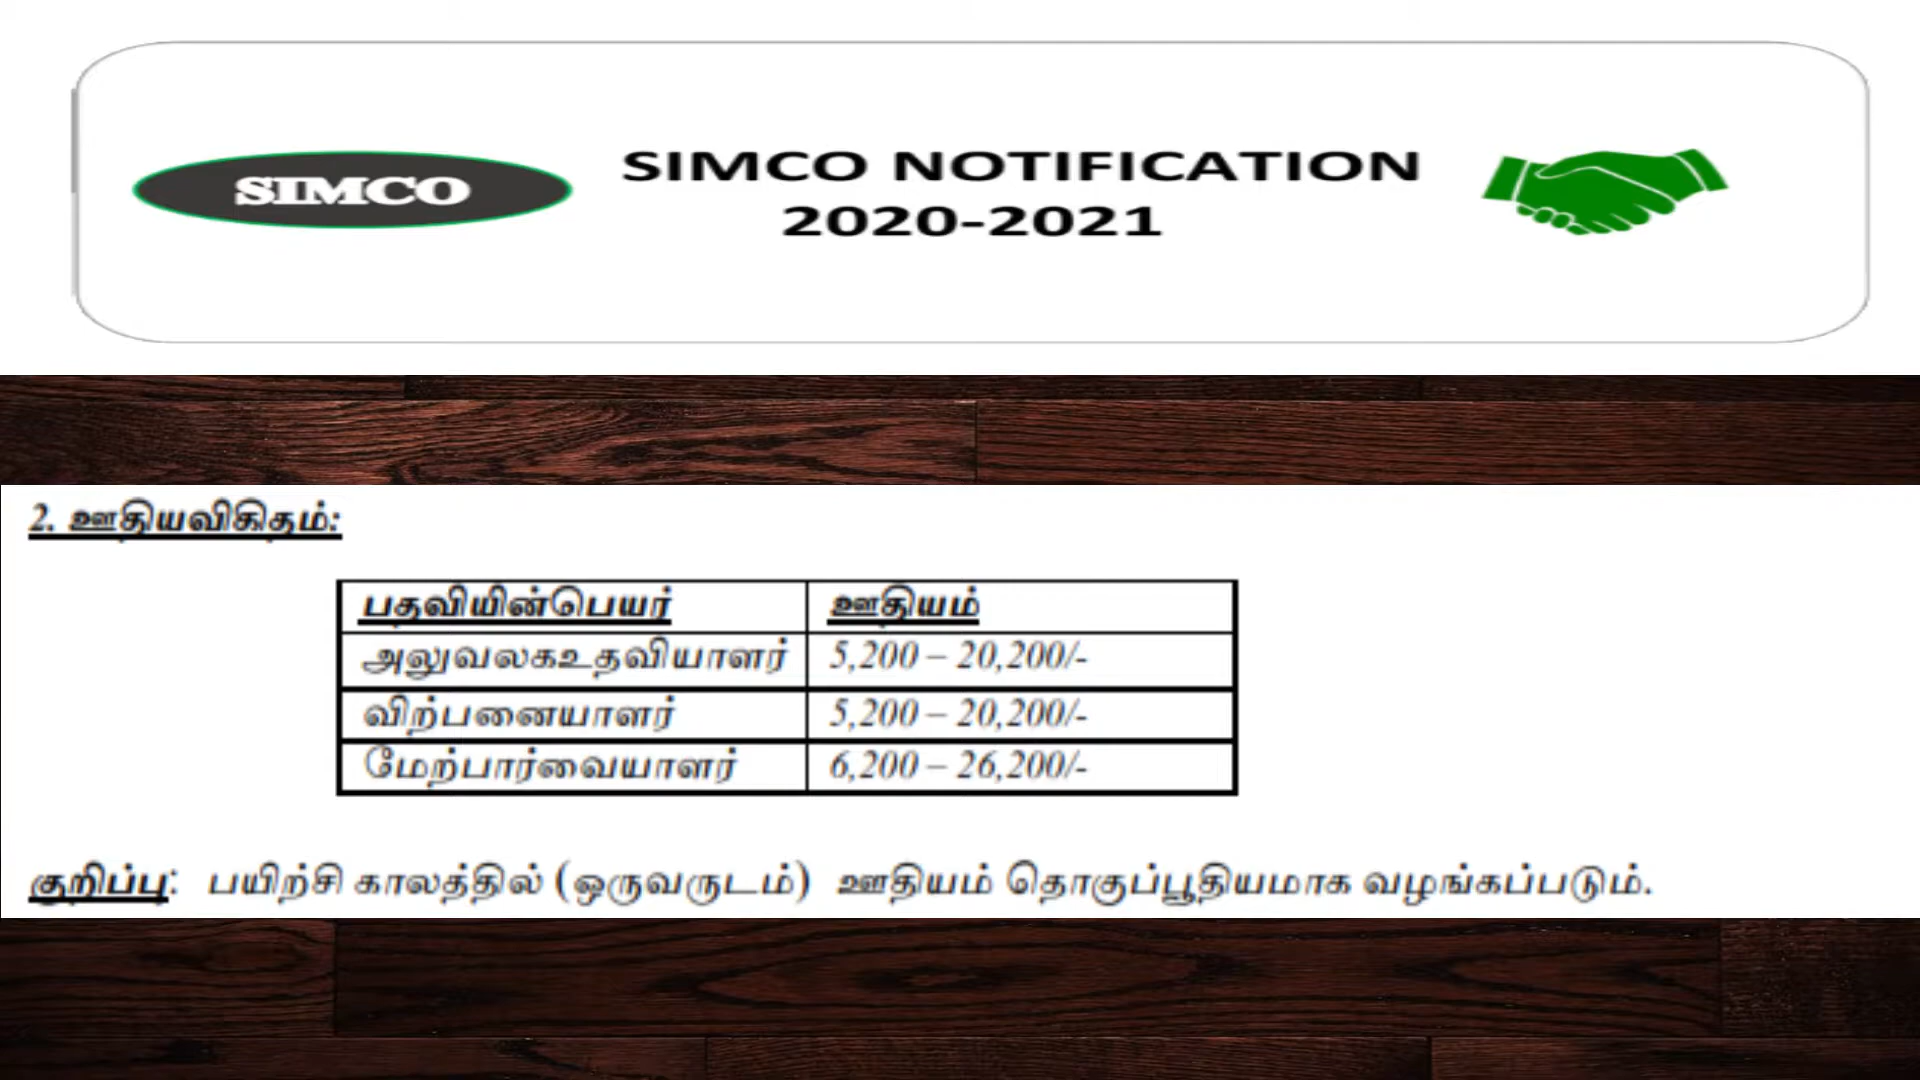 SIMCO
SIMCO NOTIFICATION
2020-2021
2. ஊதியவிகிதம்:
பதவியின்பெயர் ஊதியம்
அலுவலகஉதவியாளர் 5,200 – 20,200/-
விற்பனையாளர் 5,200 – 20,200/-
மேற்பார்வையாளர் 6,200 – 26,200/-
குறிப்பு: பயிற்சி காலத்தில் (ஒருவருடம்) ஊதியம் தொகுப்பூதியமாக வழங்கப்படும்.